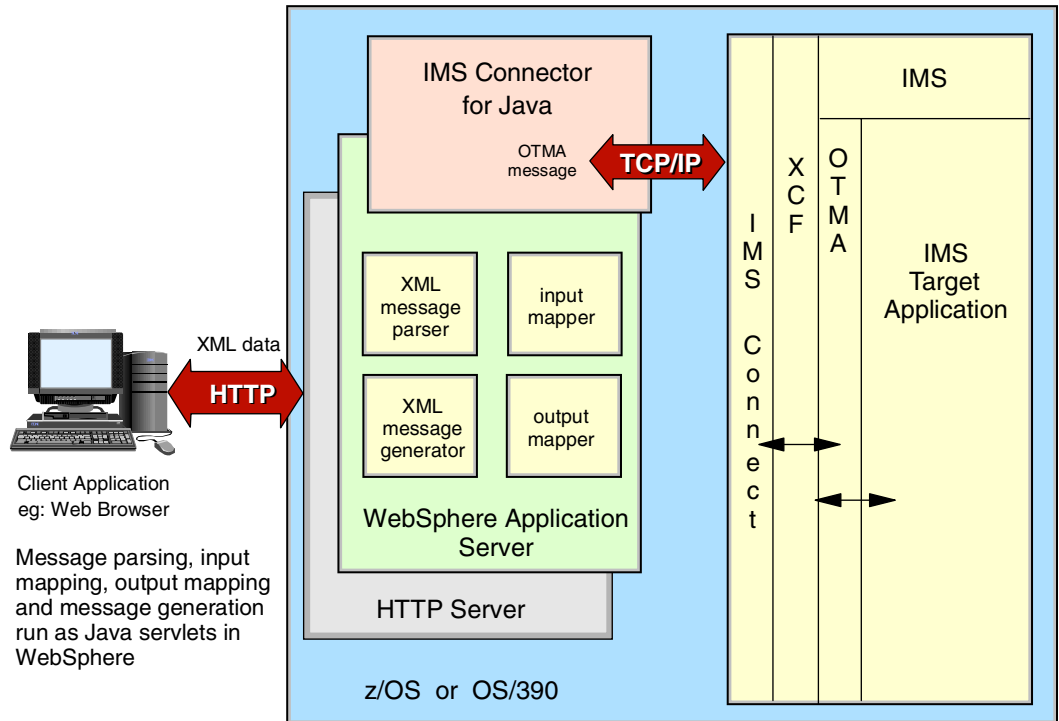 IMS Connector
for Java
OTMA
message
TCP/IP
IMS
XCF
OTMA
IMS Connect
IMS
Target
Application
XML
message
parser
input
mapper
XML
message
generator
output
mapper
WebSphere Application
Server
HTTP Server
z/OS or OS/390
XML data
HTTP
Client Application
eg: Web Browser
Message parsing, input
mapping, output mapping
and message generation
run as Java servlets in
WebSphere